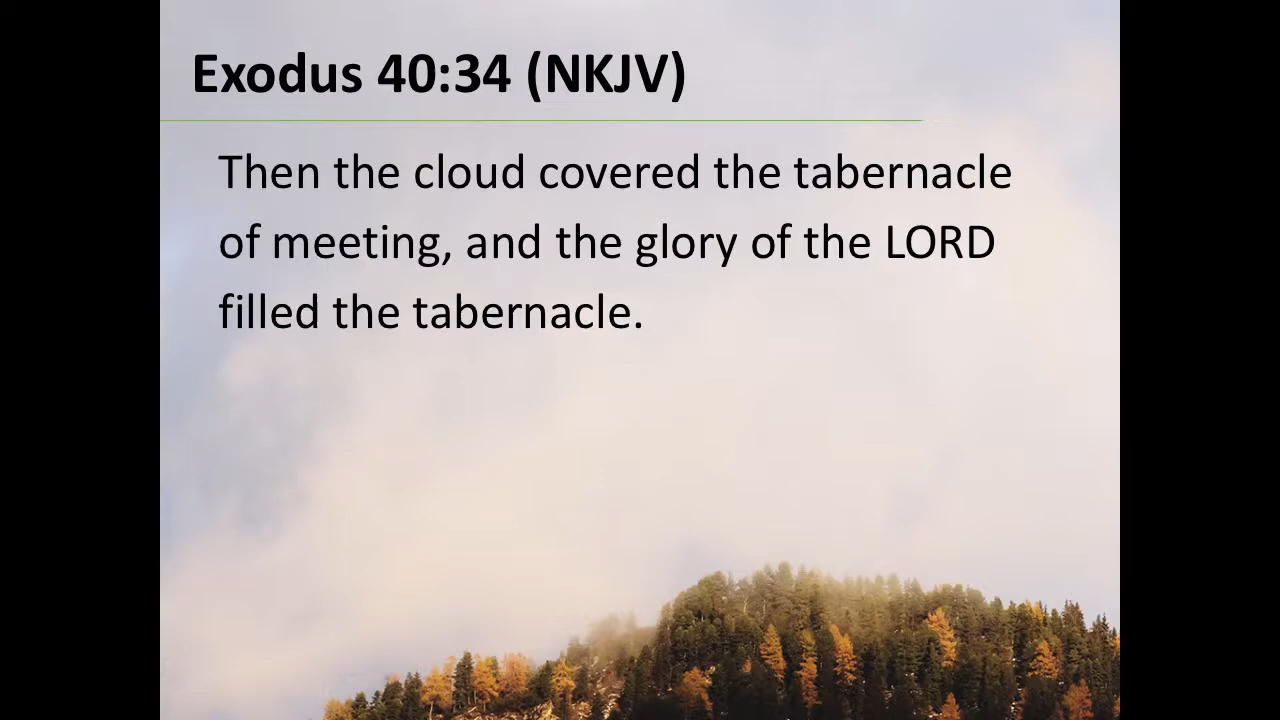 Exodus 40:34 (NKJV)
Then the cloud covered the tabernacle
of meeting, and the glory of the LORD
filled the tabernacle.